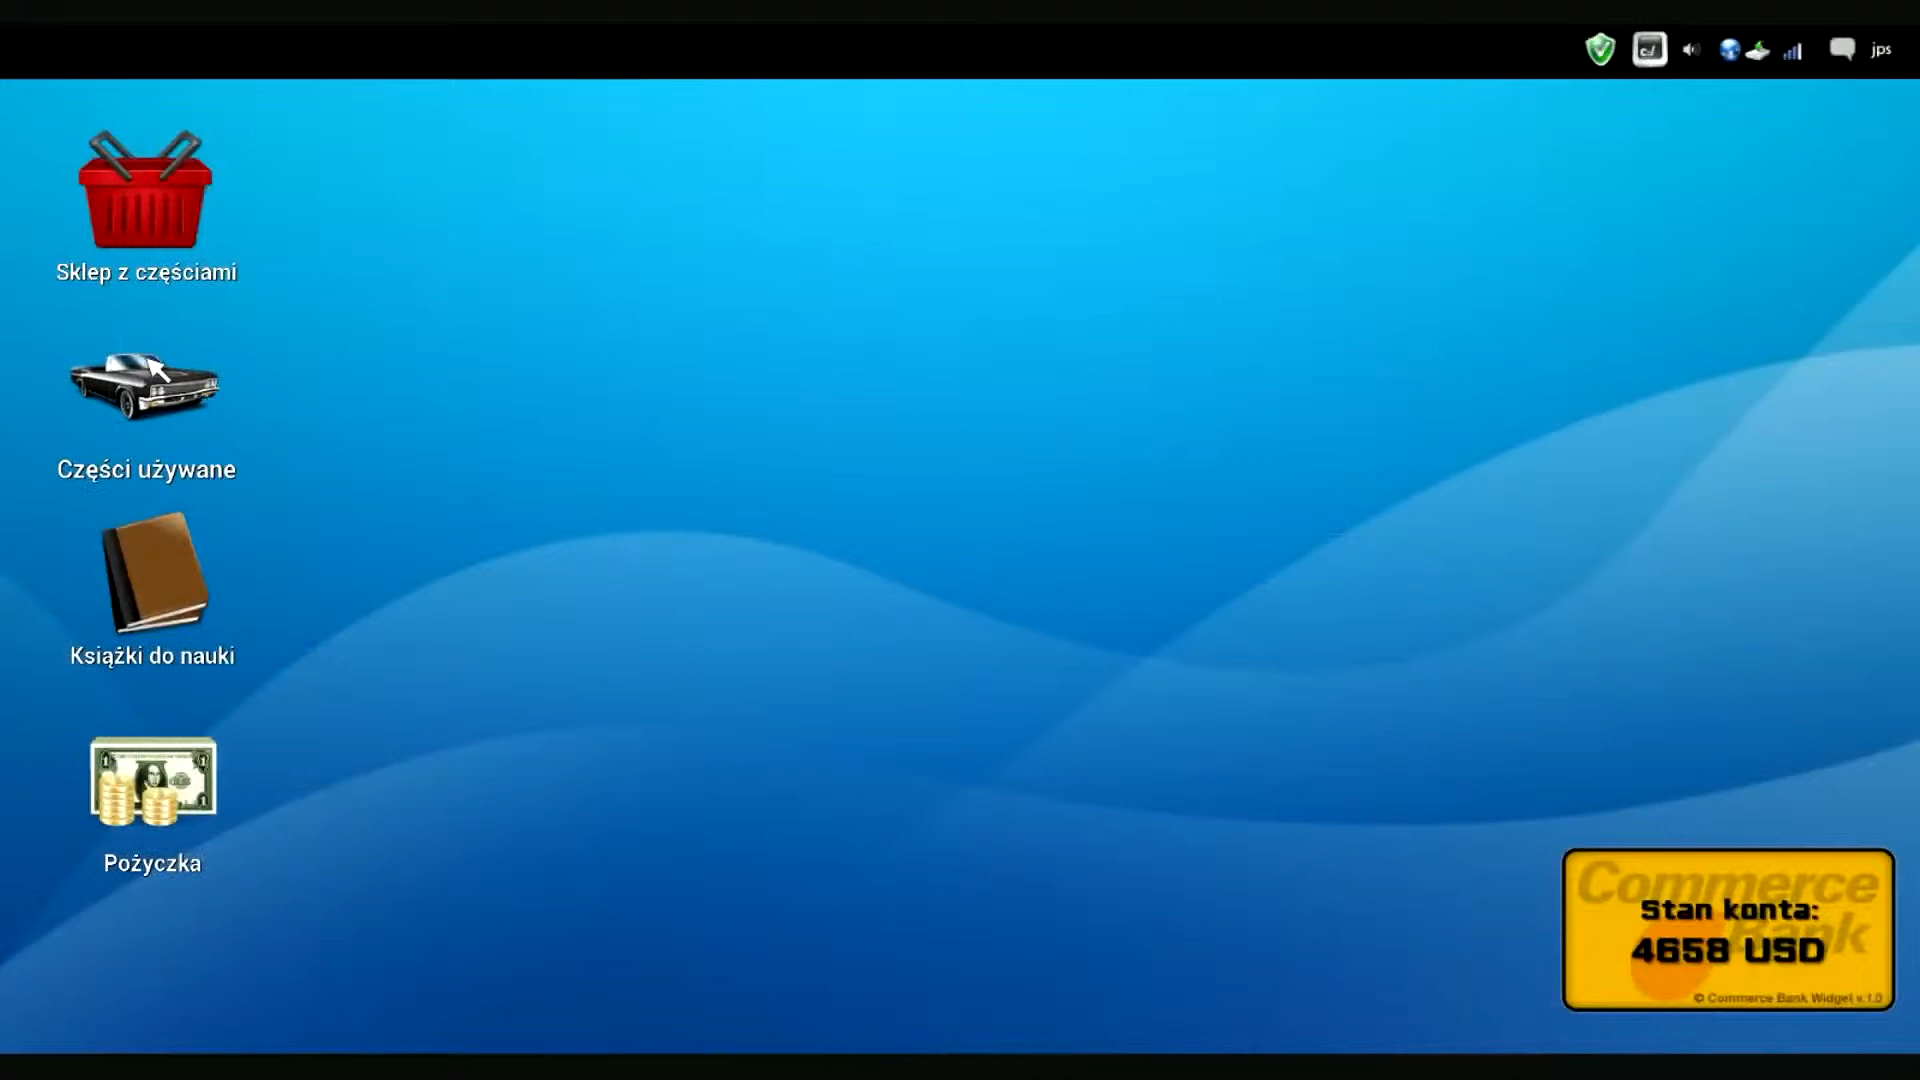 c:/
jps
Sklep z częściami
Części używane
Książki do nauki
Pożyczka
Commerce
Bank
Stan konta:
4658 USD
© Commerce Bank Widget v.1.0